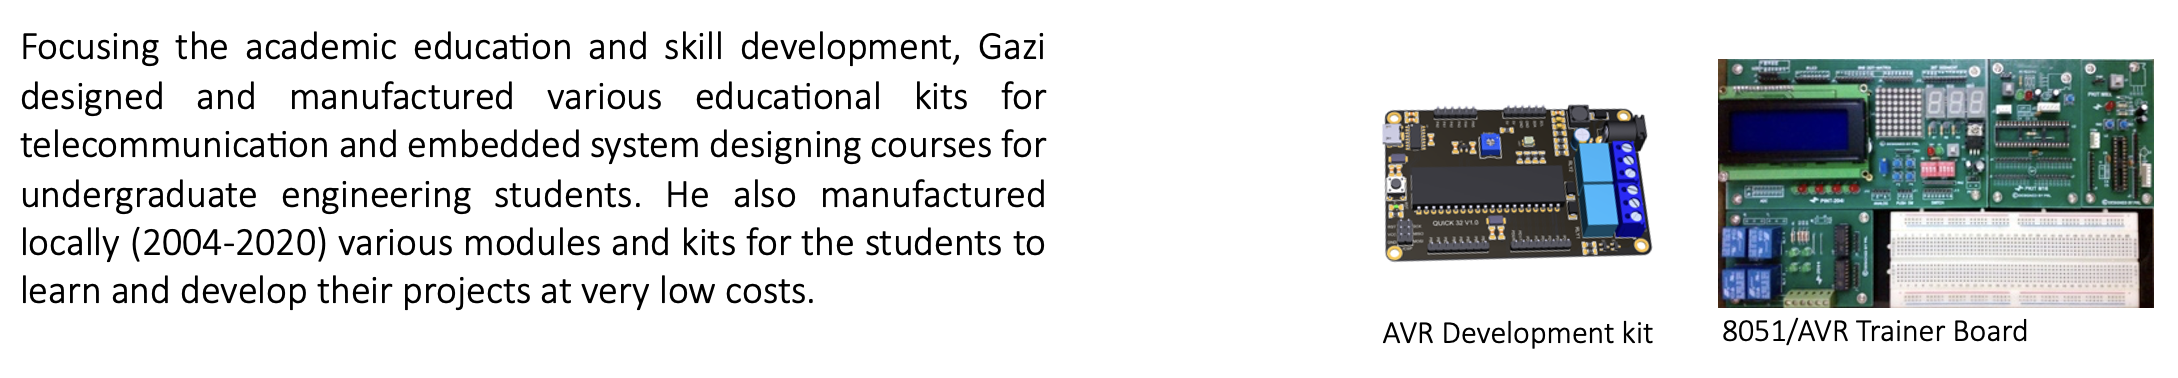 Focusing the academic education and skill development, Gazi
designed and manufactured various educational kits for
telecommunication and embedded system designing courses for
undergraduate engineering students. He also manufactured
locally (2004-2020) various modules and kits for the students to
learn and develop their projects at very low costs.
QUICK 32 V1.0
AVR Development kit
8051/AVR Trainer Board